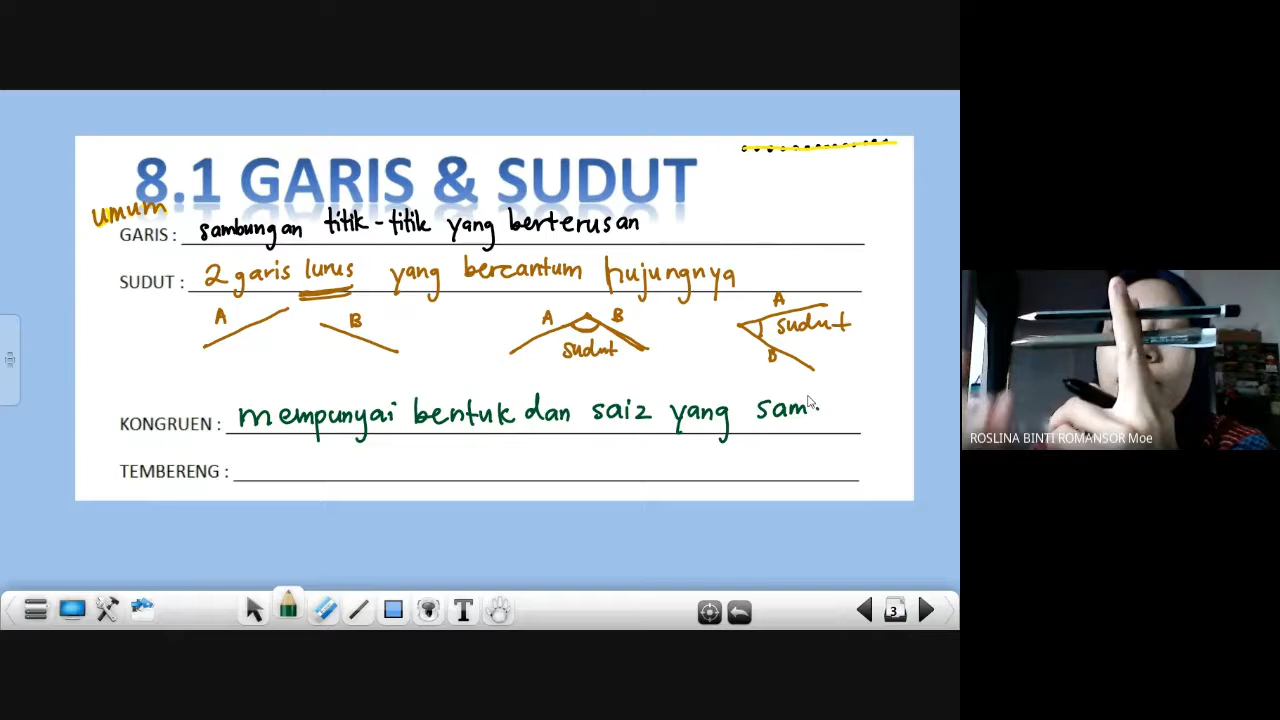 8.1 GARIS & SUDUT
umum
GARIS : sambungan titik-titik yang berterusan
SUDUT : 2 garis lurus yang bercantum hujungnya
A B A B A
sudut
sudut B
KONGRUEN : mempunyai bentuk dan saiz yang sam
TEMBERENG :
ROSLINA BINTI ROMANSOR Moe
T 3